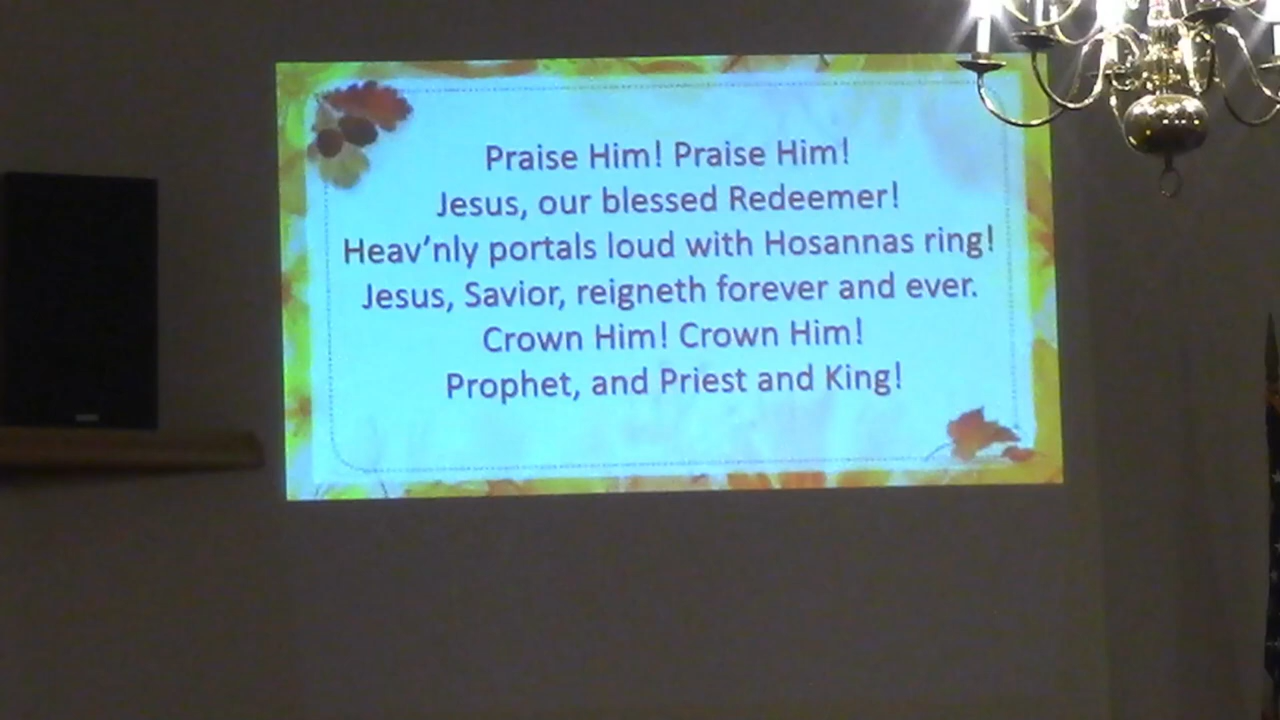 Praise Him! Praise Him!
Jesus, our blessed Redeemer!
Heav’nly portals loud with Hosannas ring!
Jesus, Savior, reigneth forever and ever.
Crown Him! Crown Him!
Prophet, and Priest and King!